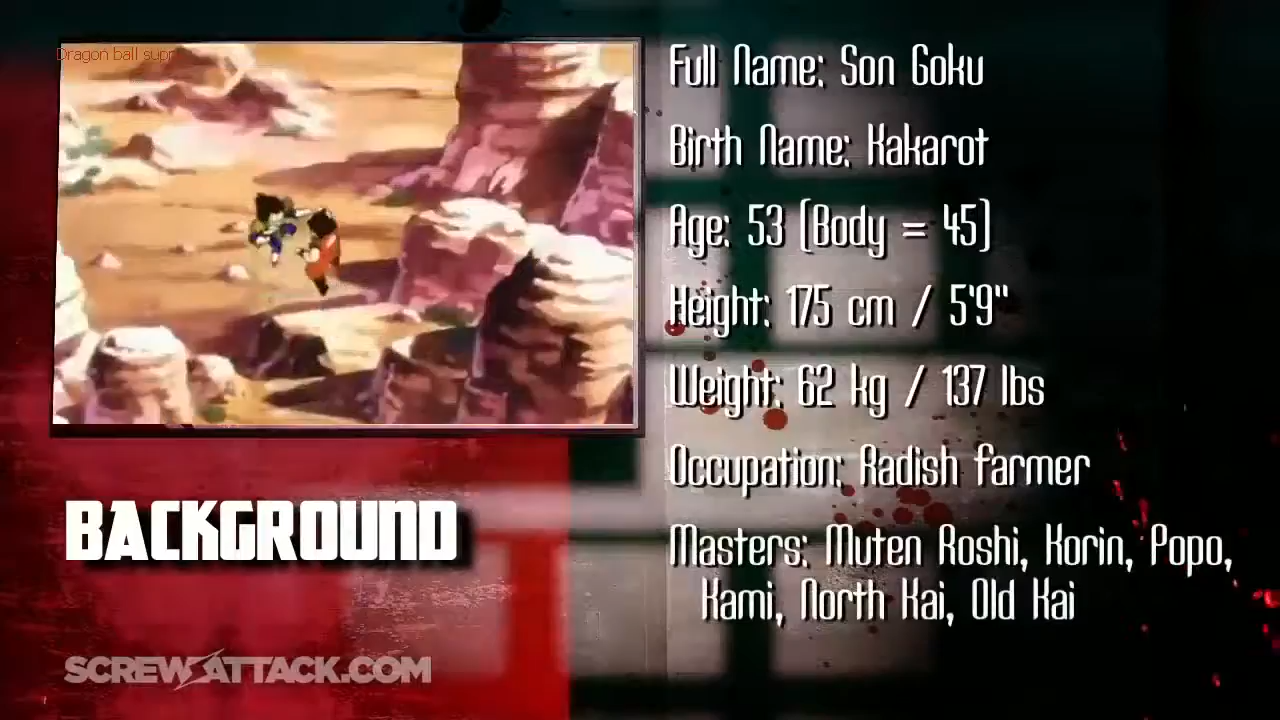 Dragon ball supr
Full Name: Son Goku
Birth Name: Kakarot
Age: 53 (Body = 45)
Height: 175 cm / 5'9"
Weight: 62 kg / 137 lbs
Occupation: Radish farmer
Masters: Muten Roshi, Korin, Popo,
Kami, North Kai, Old Kai
BACKGROUND
SCREWATTACK.COM